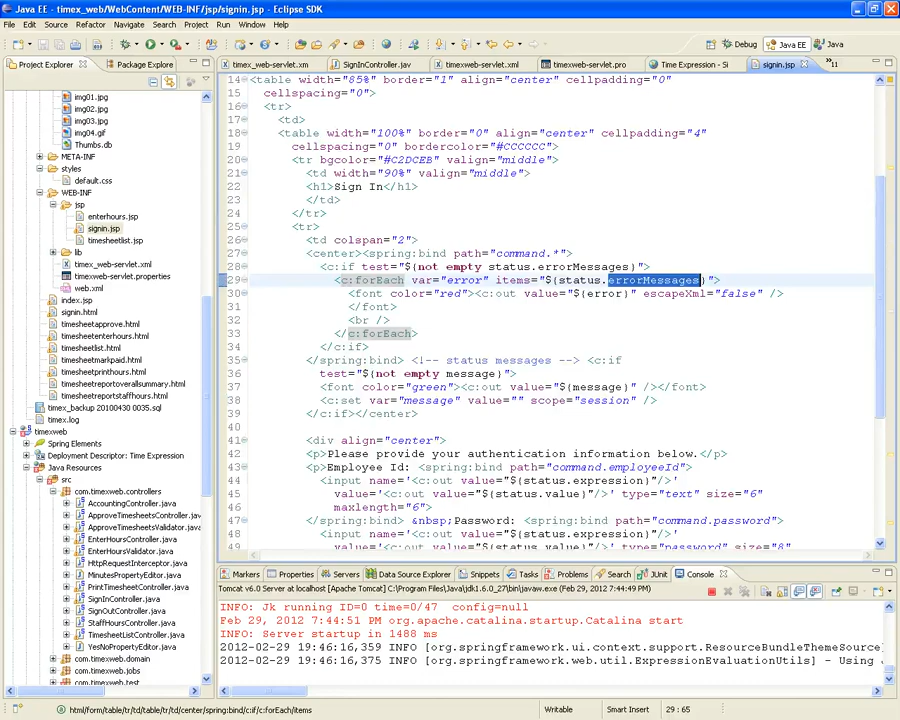 Java EE - timex_web/WebContent/WEB-INF/jsp/signin.jsp - Eclipse SDK
File Edit Source Refactor Navigate Search Project Run Window Help
Debug Java EE Java
Project Explorer Package Explorer
timex_web-servlet.xm SignInController.jav timexweb-servlet.xml timexweb-servlet.pro Time Expression - Si signin.jsp »11
img01.jpg
img02.jpg
img03.jpg
img04.gif
Thumbs.db
META-INF
styles
default.css
WEB-INF
jsp
enterhours.jsp
signin.jsp
timesheetlist.jsp
lib
timex_web-servlet.xml
timexweb-servlet.properties
web.xml
index.jsp
signin.html
timesheetapprove.html
timesheetenterhours.html
timesheetlist.html
timesheetmarkpaid.html
timesheetprinthours.html
timesheetreportoverallsummary.html
timesheetreportstaffhours.html
timex_backup 20100430 0035.sql
timex.log
timexweb
Spring Elements
Deployment Descriptor: Time Expression
Java Resources
src
com.timexweb.controllers
AccountingController.java
ApproveTimesheetsController.java
ApproveTimesheetsValidator.java
EnterHoursController.java
EnterHoursValidator.java
HttpRequestInterceptor.java
MinutesPropertyEditor.java
PrintTimesheetController.java
SignInController.java
SignOutController.java
StaffHoursController.java
TimesheetListController.java
YesNoPropertyEditor.java
com.timexweb.domain
com.timexweb.jobs
com.timexweb.test
14 <table width="85%" border="1" align="center" cellpadding="0"
15 cellspacing="0">
16 <tr>
17 <td>
18 <table width="100%" border="0" align="center" cellpadding="4"
19 cellspacing="0" bordercolor="#CCCCCC">
20 <tr bgcolor="#C2DCEB" valign="middle">
21 <td width="90%" valign="middle">
22 <h1>Sign In</h1>
23 </td>
24 </tr>
25 <tr>
26 <td colspan="2">
27 <center><spring:bind path="command.*">
28 <c:if test="${not empty status.errorMessages}">
29 <c:forEach var="error" items="${status.errorMessages}">
30 <font color="red"><c:out value="${error}" escapeXml="false" />
31 </font>
32 <br />
33 </c:forEach>
34 </c:if>
35 </spring:bind> <!-- status messages --> <c:if
36 test="${not empty message}">
37 <font color="green"><c:out value="${message}" /></font>
38 <c:set var="message" value="" scope="session" />
39 </c:if></center>
40
41 <div align="center">
42 <p>Please provide your authentication information below.</p>
43 <p>Employee Id: <spring:bind path="command.employeeId">
44 <input name='<c:out value="${status.expression}"/>'
45 value='<c:out value="${status.value}"/>' type="text" size="6"
46 maxlength="6">
47 </spring:bind> &nbsp;Password: <spring:bind path="command.password">
48 <input name='<c:out value="${status.expression}"/>'
49 value='<c:out value="${status.value}"/>' type="password" size="8"
Markers Properties Servers Data Source Explorer Snippets Tasks Problems Search JUnit Console
Tomcat v6.0 Server at localhost [Apache Tomcat] C:\Program Files\Java\jdk1.6.0_27\bin\javaw.exe (Feb 29, 2012 7:44:49 PM)
INFO: Jk running ID=0 time=0/47 config=null
Feb 29, 2012 7:44:51 PM org.apache.catalina.startup.Catalina start
INFO: Server startup in 1488 ms
2012-02-29 19:46:16,359 INFO [org.springframework.ui.context.support.ResourceBundleThemeSource]
2012-02-29 19:46:16,375 INFO [org.springframework.web.util.ExpressionEvaluationUtils] - Using
html/form/table/tr/td/table/tr/td/center/spring:bind/c:if/c:forEach/items Writable Smart Insert 29 : 65